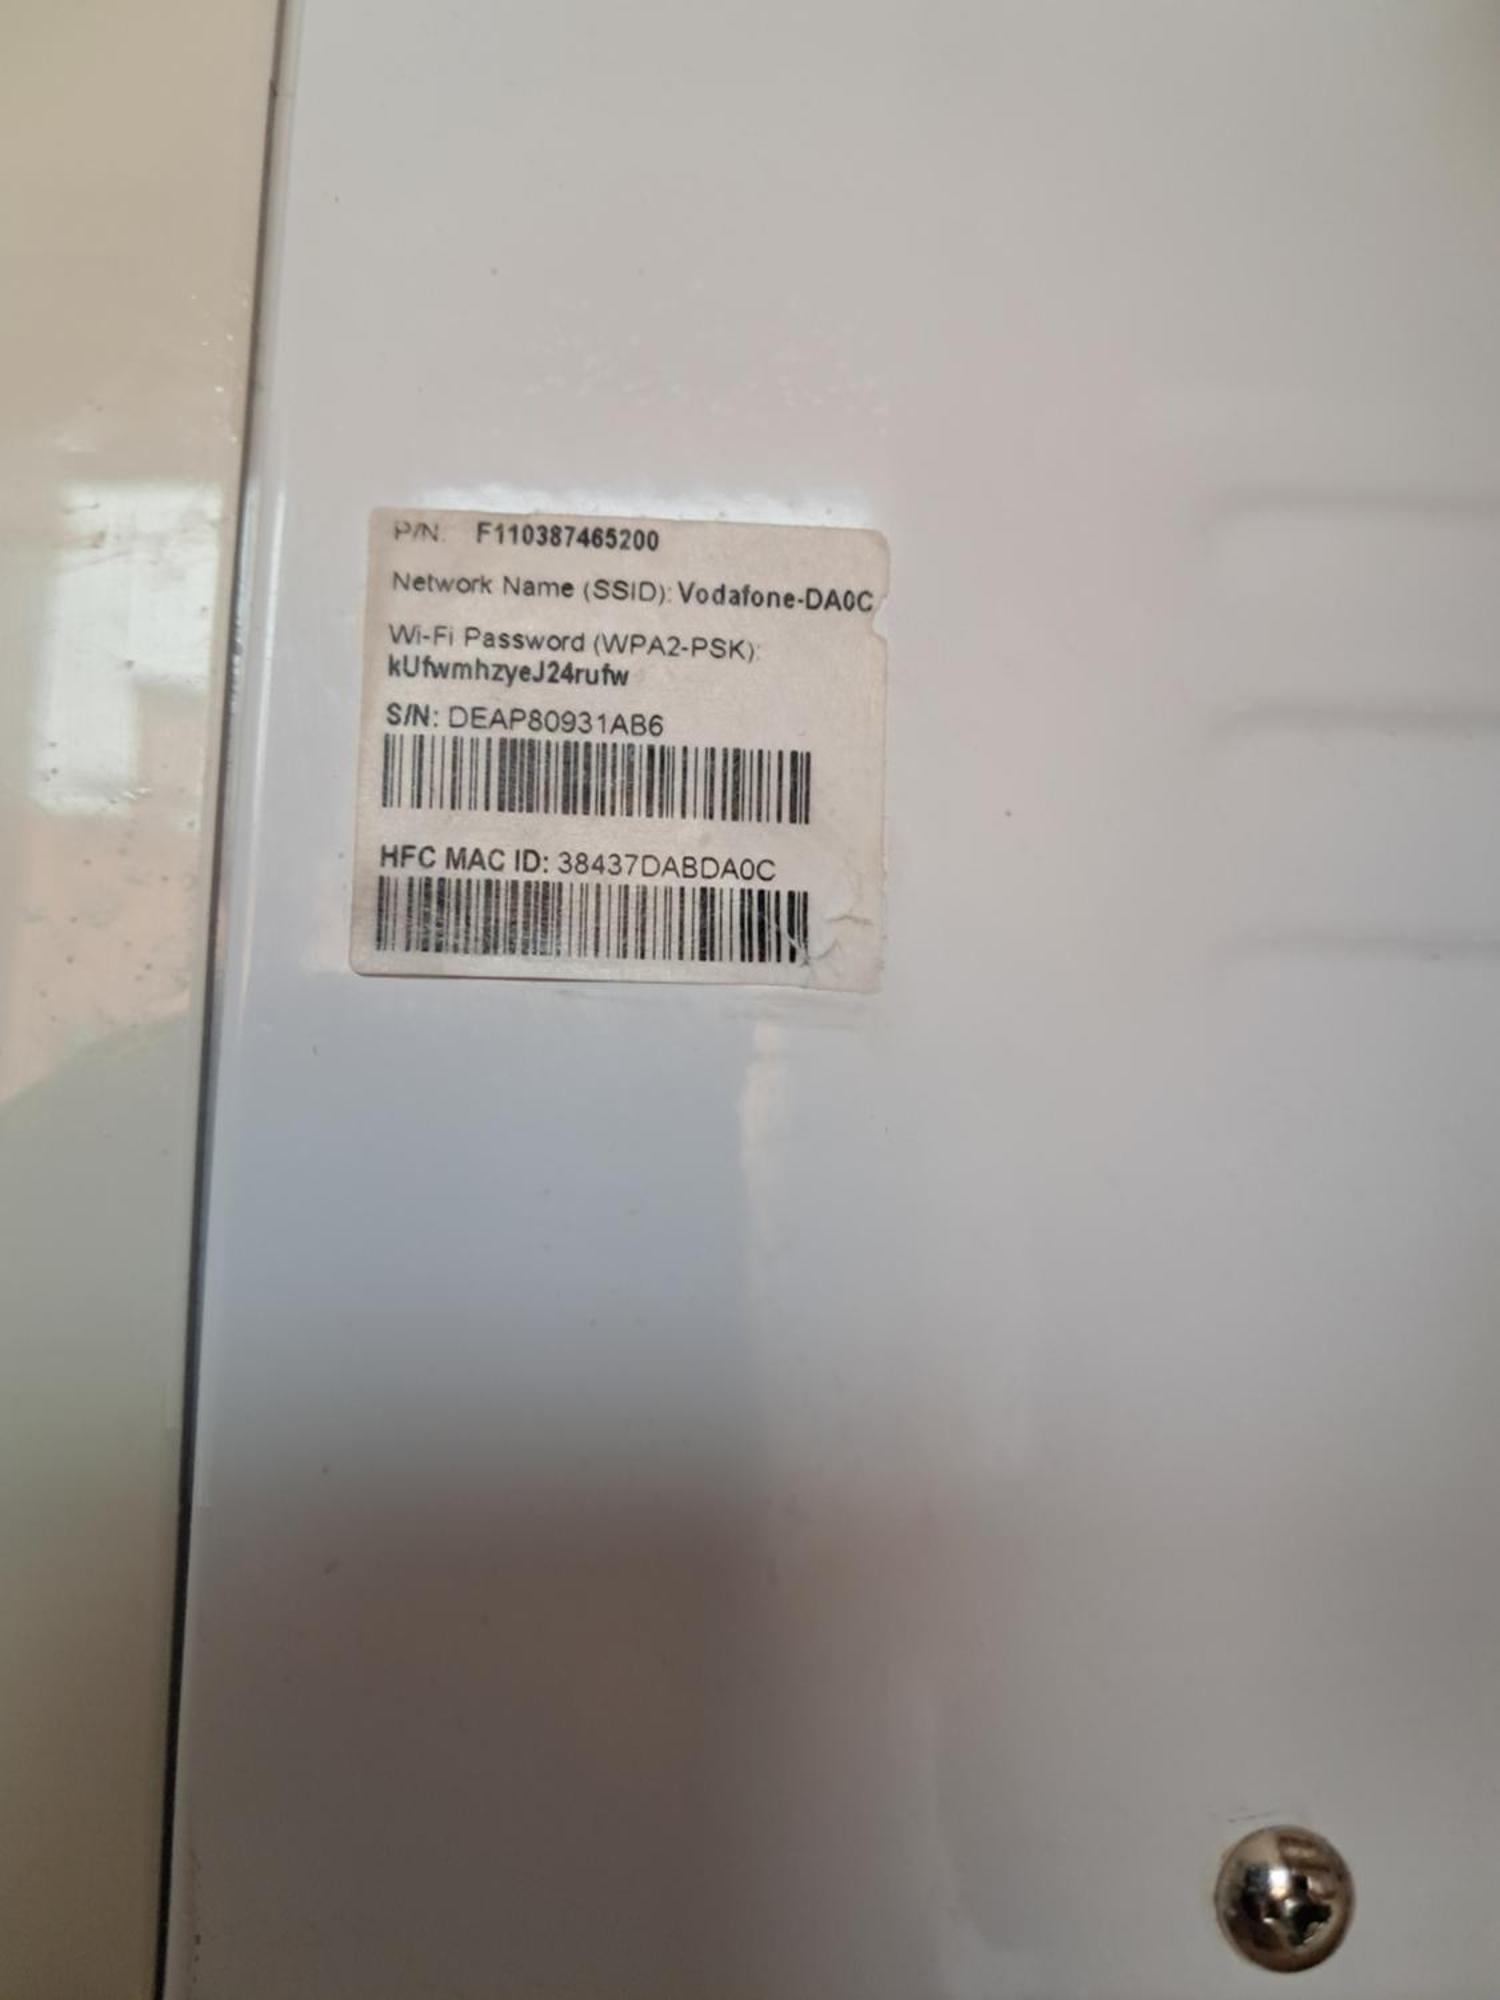 P/N: F110387465200
Network Name (SSID): Vodafone-DA0C
Wi-Fi Password (WPA2-PSK):
kUfwmhzyeJ24rufw
S/N: DEAP80931AB6
HFC MAC ID: 38437DABDA0C